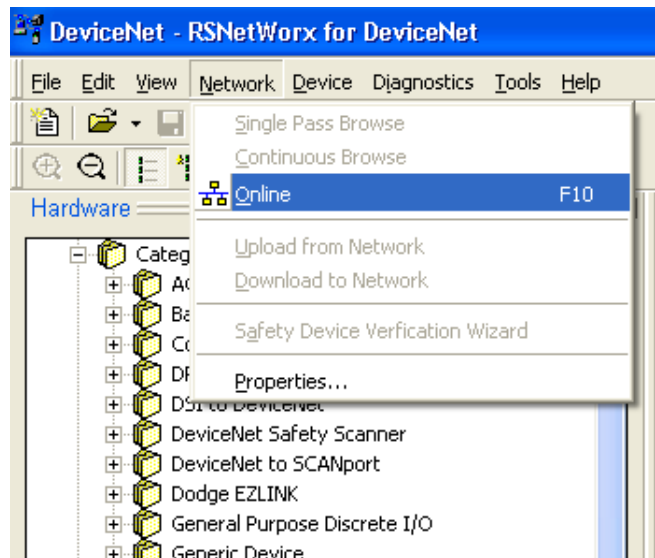 DeviceNet - RSNetWorx for DeviceNet
File Edit View Network Device Diagnostics Tools Help
Single Pass Browse
Continuous Browse
Online F10
Upload from Network
Download to Network
Safety Device Verfication Wizard
Properties...
Hardware
DeviceNet Safety Scanner
DeviceNet to SCANport
Dodge EZLINK
General Purpose Discrete I/O
Generic Device